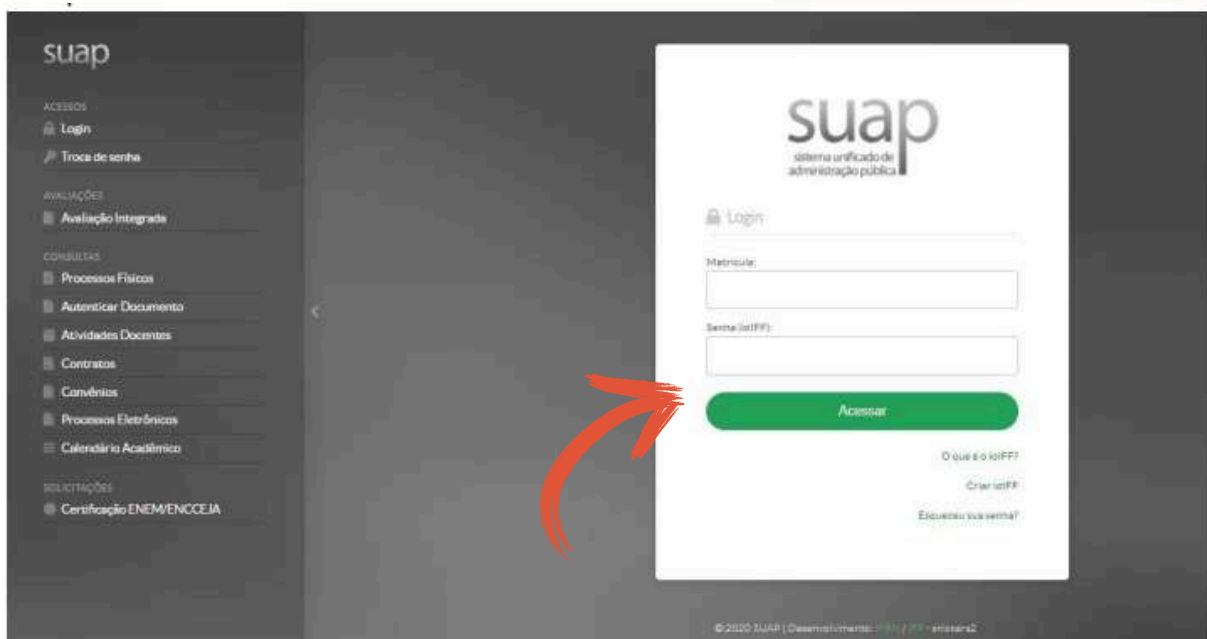 suap
ACESSOS
Login
Troca de senha
AVALIAÇÕES
Avaliação Integrada
CONSULTAS
Processos Físicos
Autenticar Documento
Atividades Docentes
Contratos
Convênios
Processos Eletrônicos
Calendário Acadêmico
SOLICITAÇÕES
Certificação ENEM/ENCCEJA
suap
sistema unificado de
administração pública
Login
Matrícula:
Senha (idIFF):
Acessar
O que é o idIFF?
Criar idIFF
Esqueceu sua senha?
© 2020 SUAP | Desenvolvimento: